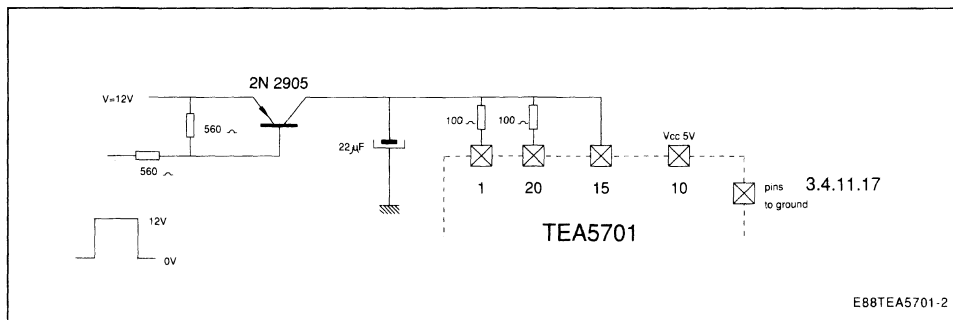 2N 2905
V=12V
560 ~
560 ~
22µF
100 ~
100 ~
Vcc 5V
1
20
15
10
pins 3.4.11.17
to ground
TEA5701
12V
0V
E88TEA5701-2